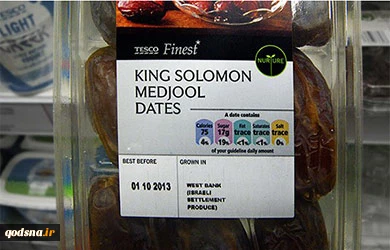 TESCO Finest*
NURTURE
KING SOLOMON
MEDJOOL
DATES
A date contains
Calories Sugar Fat Saturates Salt
75 17g trace trace trace
4% 19% <1% <1% 0%
of your guideline daily amount
BEST BEFORE GROWN IN
01 10 2013 WEST BANK
(ISRAELI
SETTLEMENT
PRODUCE)
LIGHT
qodsna.ir